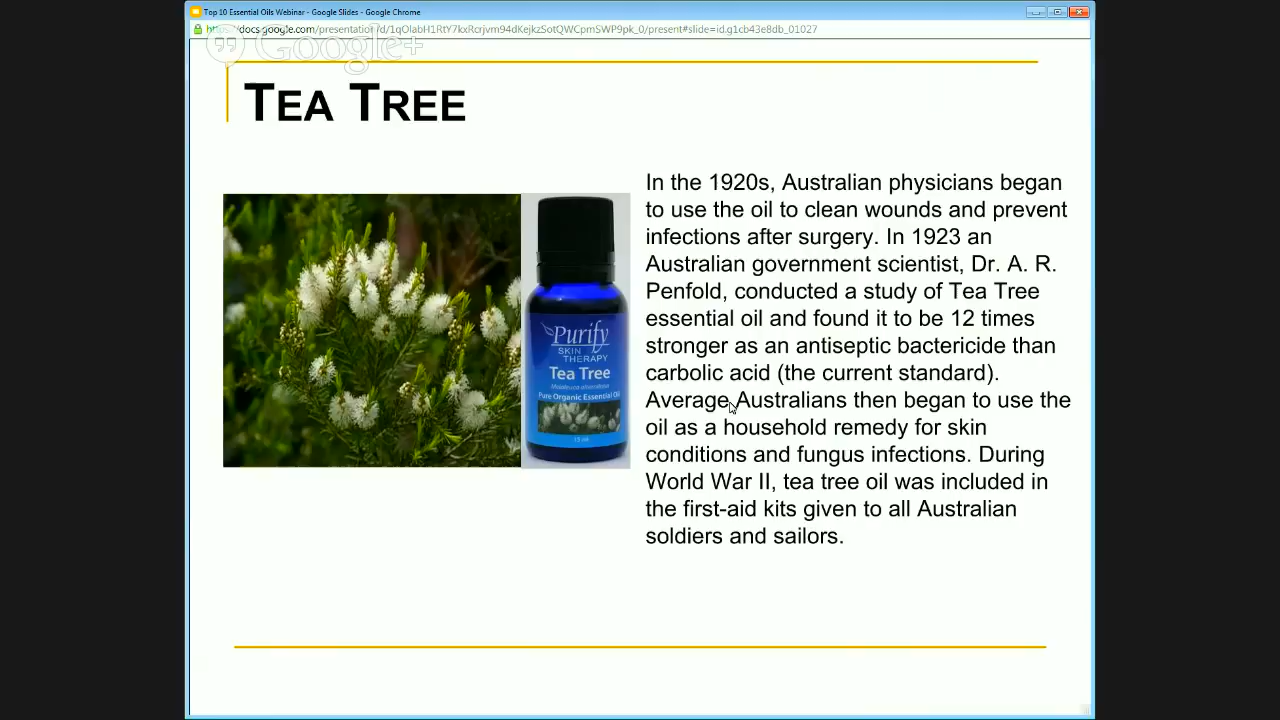 Top 10 Essential Oils Webinar - Google Slides - Google Chrome
Google+
TEA TREE
In the 1920s, Australian physicians began
to use the oil to clean wounds and prevent
infections after surgery. In 1923 an
Australian government scientist, Dr. A. R.
Penfold, conducted a study of Tea Tree
essential oil and found it to be 12 times
stronger as an antiseptic bactericide than
carbolic acid (the current standard).
Average Australians then began to use the
oil as a household remedy for skin
conditions and fungus infections. During
World War II, tea tree oil was included in
the first-aid kits given to all Australian
soldiers and sailors.
Purify
SKIN
THERAPY
Tea Tree
Pure Organic Essential Oil
15 ml